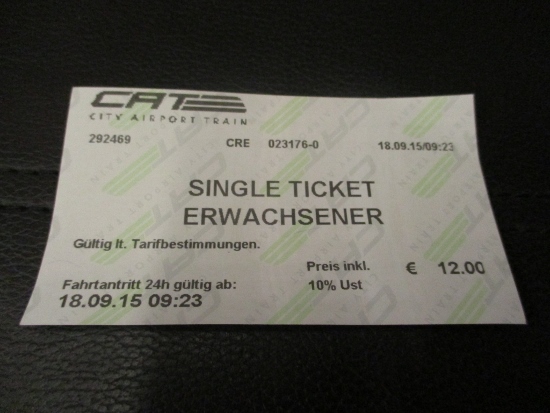 CAT
CITY AIRPORT TRAIN
292469 CRE 023176-0 18.09.15/09:23
SINGLE TICKET
ERWACHSENER
Gültig lt. Tarifbestimmungen.
Preis inkl. € 12.00
10% Ust
Fahrtantritt 24h gültig ab:
18.09.15 09:23